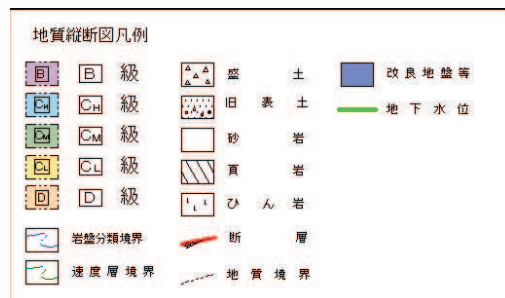 地質縦断図凡例
B B 級
CH CH 級
CM CM 級
CL CL 級
D D 級
岩盤分類境界
速度層境界
盛土
旧表土
砂岩
頁岩
ひん岩
断層
地質境界
改良地盤等
地下水位